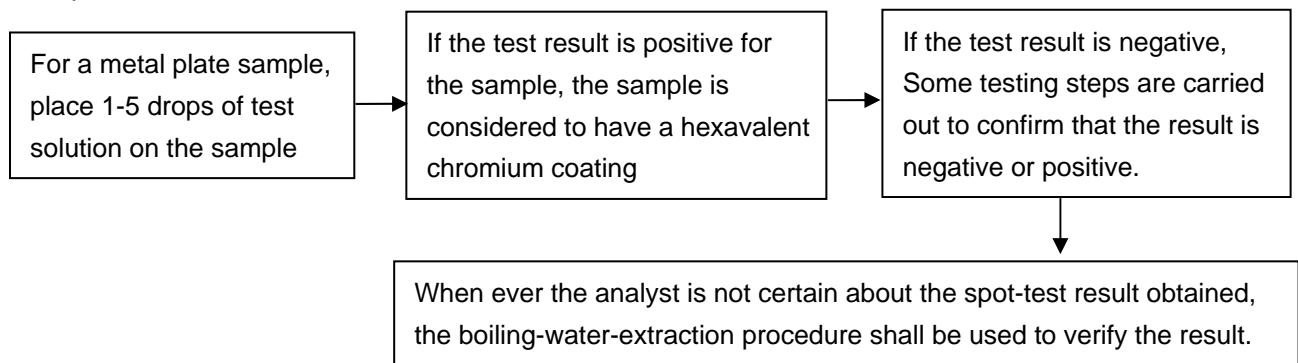 For a metal plate sample,
place 1-5 drops of test
solution on the sample
If the test result is positive for
the sample, the sample is
considered to have a hexavalent
chromium coating
If the test result is negative,
Some testing steps are carried
out to confirm that the result is
negative or positive.
When ever the analyst is not certain about the spot-test result obtained,
the boiling-water-extraction procedure shall be used to verify the result.